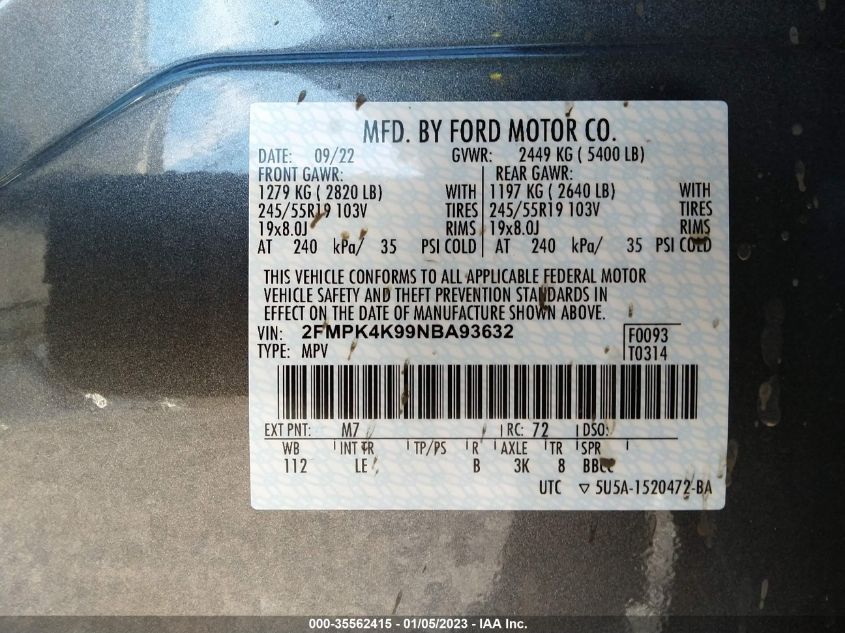 MFD. BY FORD MOTOR CO.
DATE: 09/22 GVWR: 2449 KG ( 5400 LB)
FRONT GAWR: REAR GAWR:
1279 KG ( 2820 LB) WITH 1197 KG ( 2640 LB) WITH
245/55R19 103V TIRES 245/55R19 103V TIRES
19x8.0J RIMS 19x8.0J RIMS
AT 240 kPa/ 35 PSI COLD AT 240 kPa/ 35 PSI COLD
THIS VEHICLE CONFORMS TO ALL APPLICABLE FEDERAL MOTOR
VEHICLE SAFETY AND THEFT PREVENTION STANDARDS IN
EFFECT ON THE DATE OF MANUFACTURE SHOWN ABOVE.
VIN: 2FMPK4K99NBA93632 F0093
TYPE: MPV T0314
EXT PNT: M7 RC: 72 DSO:
WB INT TR TP/PS R AXLE TR SPR
112 LE B 3K 8 BBCC
UTC ▽ 5U5A-1520472-BA
000-35562415 - 01/05/2023 - IAA Inc.